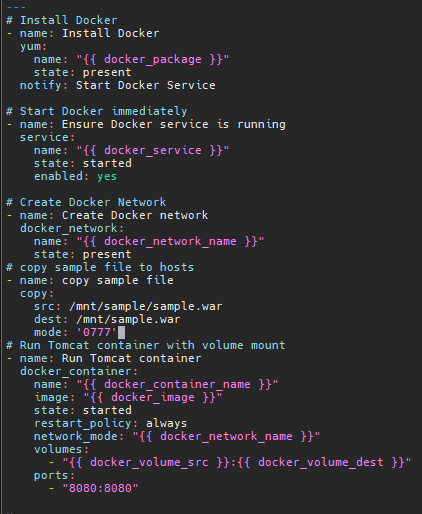 ---
# Install Docker
- name: Install Docker
  yum:
    name: "{{ docker_package }}"
    state: present
  notify: Start Docker Service

# Start Docker immediately
- name: Ensure Docker service is running
  service:
    name: "{{ docker_service }}"
    state: started
    enabled: yes

# Create Docker Network
- name: Create Docker network
  docker_network:
    name: "{{ docker_network_name }}"
    state: present
# copy sample file to hosts
- name: copy sample file
  copy:
    src: /mnt/sample/sample.war
    dest: /mnt/sample.war
    mode: '0777'
# Run Tomcat container with volume mount
- name: Run Tomcat container
  docker_container:
    name: "{{ docker_container_name }}"
    image: "{{ docker_image }}"
    state: started
    restart_policy: always
    network_mode: "{{ docker_network_name }}"
    volumes:
      - "{{ docker_volume_src }}:{{ docker_volume_dest }}"
    ports:
      - "8080:8080"